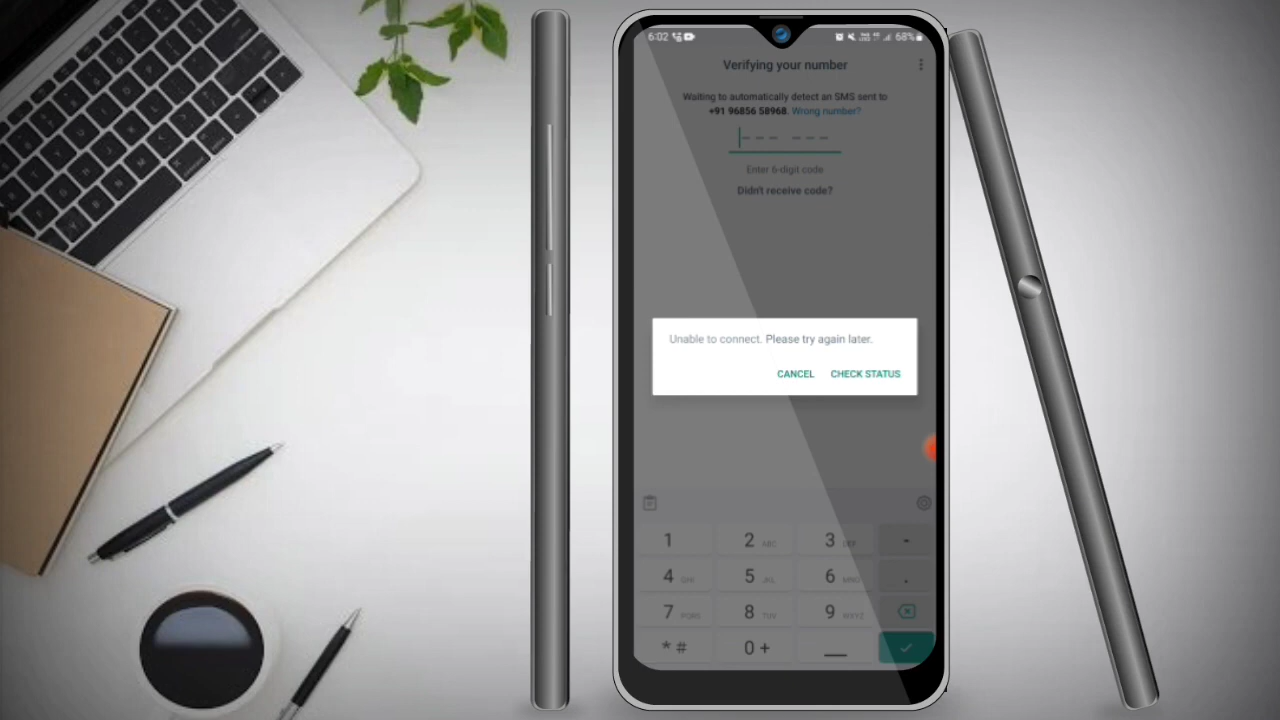 6:02 68%
Verifying your number
Waiting to automatically detect an SMS sent to
+91 96856 58968. Wrong number?
Enter 6-digit code
Didn't receive code?
Unable to connect. Please try again later.
CANCEL CHECK STATUS
1 2 ABC 3 DEF -
4 GHI 5 JKL 6 MNO .
7 PQRS 8 TUV 9 WXYZ
* # 0 +